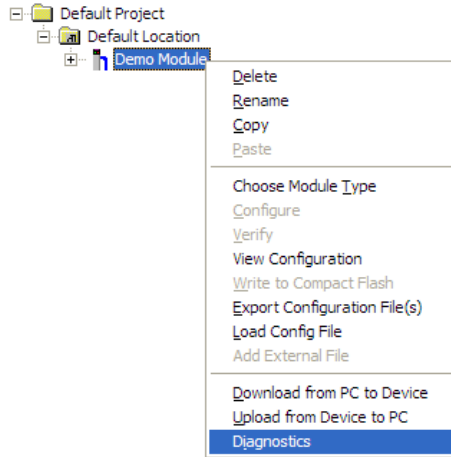 Default Project
Default Location
Demo Module
Delete
Rename
Copy
Paste
Choose Module Type
Configure
Verify
View Configuration
Write to Compact Flash
Export Configuration File(s)
Load Config File
Add External File
Download from PC to Device
Upload from Device to PC
Diagnostics